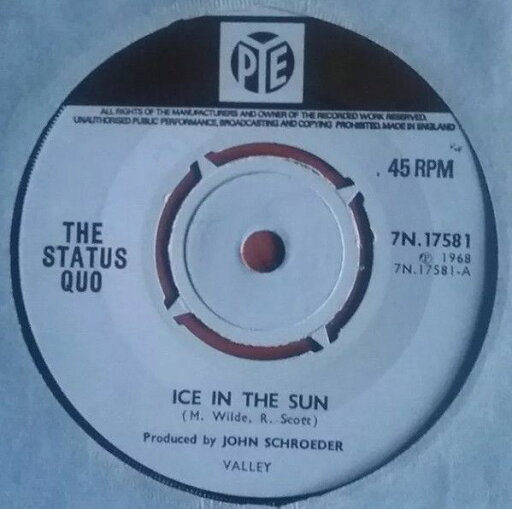 PYE
ALL RIGHTS OF THE MANUFACTURERS AND OWNER OF THE RECORDED WORK RESERVED.
UNAUTHORISED PUBLIC PERFORMANCE, BROADCASTING AND COPYING PROHIBITED. MADE IN ENGLAND
45 RPM
THE
STATUS
QUO
7N.17581
℗ 1968
7N.17581-A
ICE IN THE SUN
(M. Wilde, R. Scott)
Produced by JOHN SCHROEDER
VALLEY